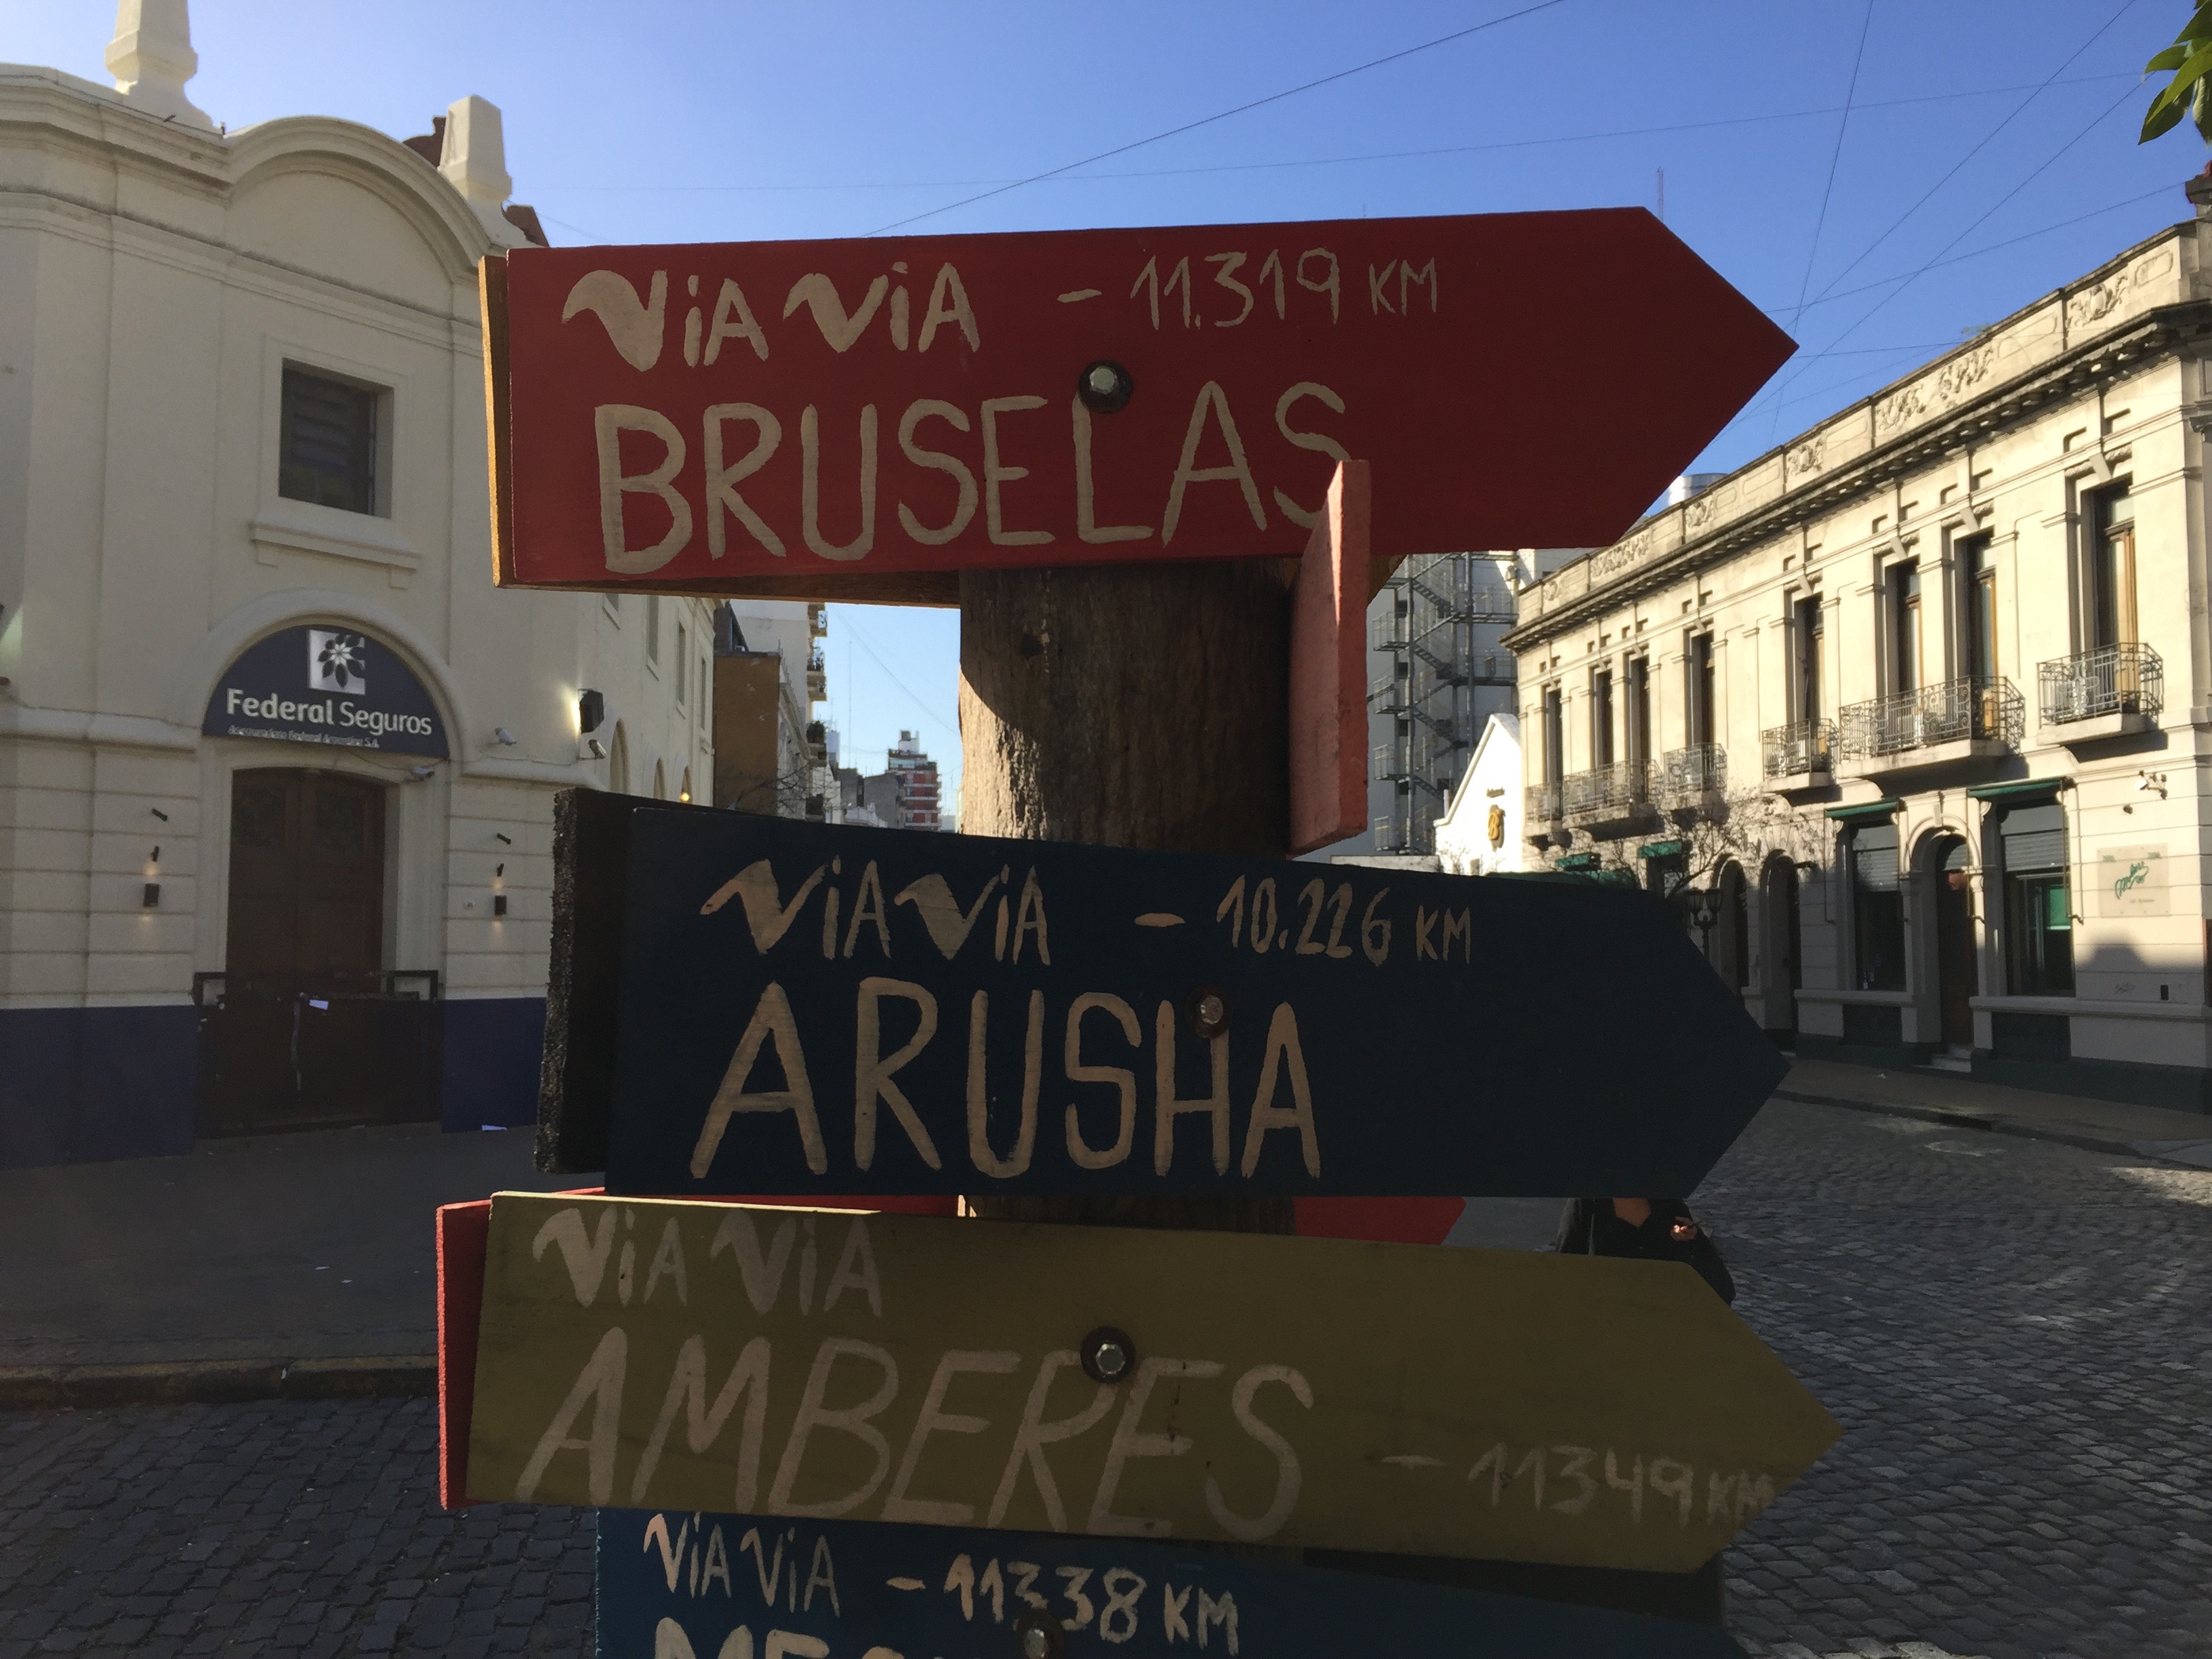 ViA ViA - 11.319 KM
BRUSELAS
Federal Seguros
ViA ViA - 10.226 KM
ARUSHA
ViA ViA
AMBERES - 11349 KM
ViA ViA - 11338 KM